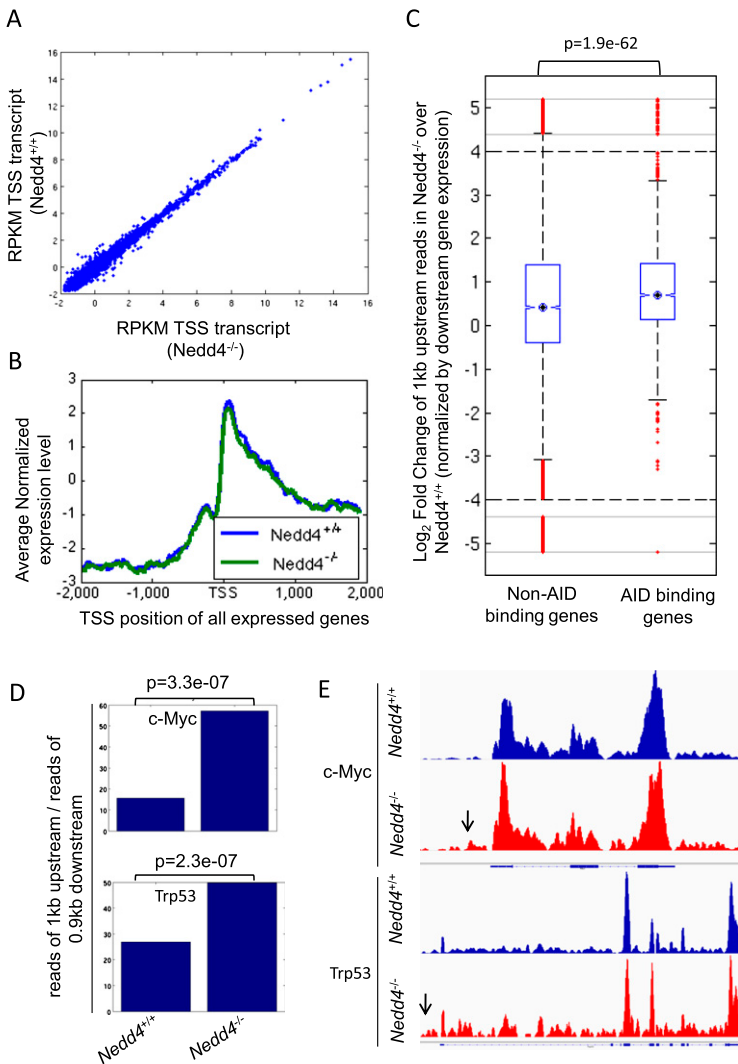 A
RPKM TSS transcript
(Nedd4+/+)
16
14
12
10
8
6
4
2
0
-2
-2 0 2 4 6 8 10 12 14 16
RPKM TSS transcript
(Nedd4-/-)
B
Average Normalized
expression level
3
2
1
0
-1
-2
-3
Nedd4+/+
Nedd4-/-
-2,000 -1,000 TSS 1,000 2,000
TSS position of all expressed genes
C
p=1.9e-62
Log2 Fold Change of 1kb upstream reads in Nedd4-/- over
Nedd4+/+ (normalized by downstream gene expression)
5
4
3
2
1
0
-1
-2
-3
-4
-5
Non-AID
binding genes
AID binding
genes
D
reads of 1kb upstream / reads of
0.9kb downstream
p=3.3e-07
c-Myc
60
50
40
30
20
10
0
p=2.3e-07
Trp53
50
40
30
20
10
0
Nedd4+/+
Nedd4-/-
E
c-Myc
Nedd4+/+
Nedd4-/-
Trp53
Nedd4+/+
Nedd4-/-